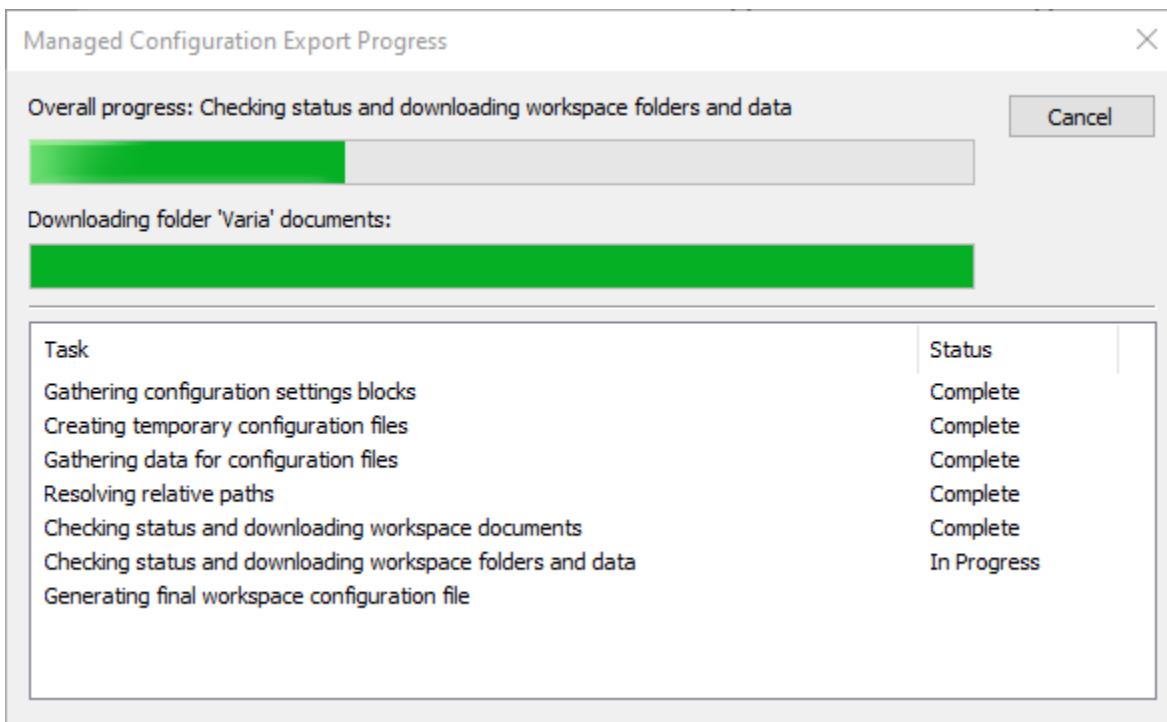 Managed Configuration Export Progress
Overall progress: Checking status and downloading workspace folders and data
Cancel
Downloading folder 'Varia' documents:
Task Status
Gathering configuration settings blocks Complete
Creating temporary configuration files Complete
Gathering data for configuration files Complete
Resolving relative paths Complete
Checking status and downloading workspace documents Complete
Checking status and downloading workspace folders and data In Progress
Generating final workspace configuration file